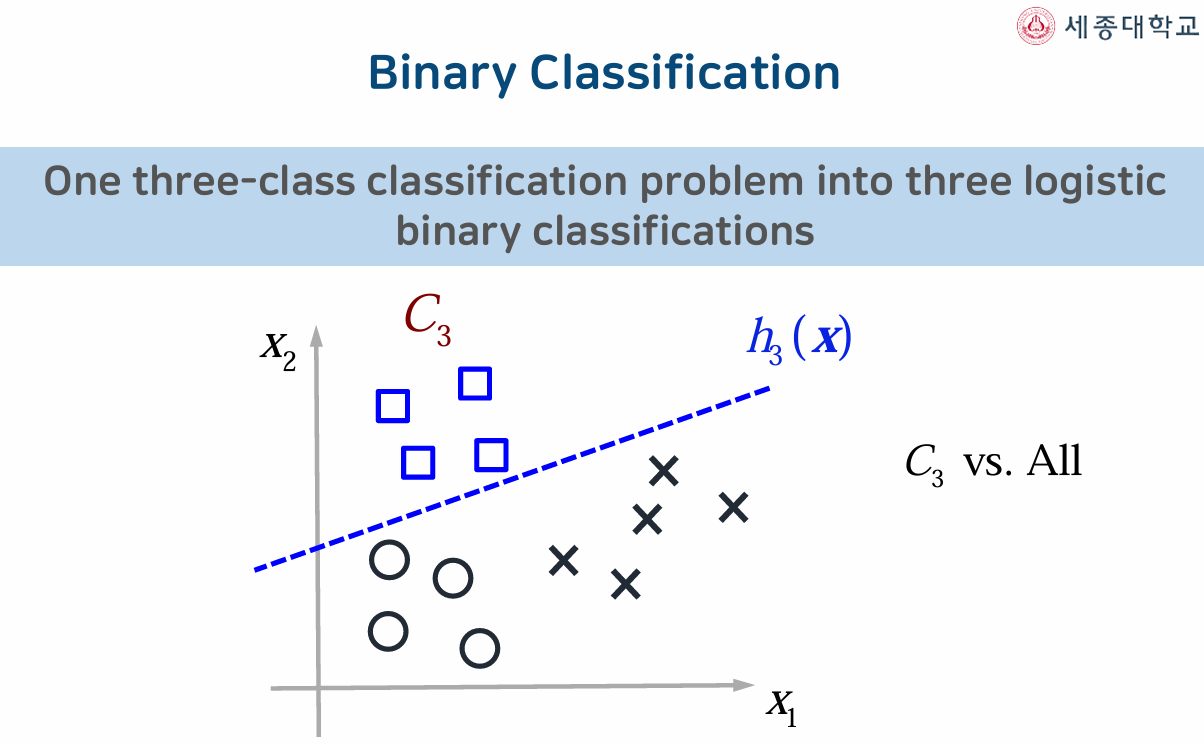 세종대학교
Binary Classification
One three-class classification problem into three logistic
binary classifications
C₃
h₃(x)
x₂
C₃ vs. All
x₁